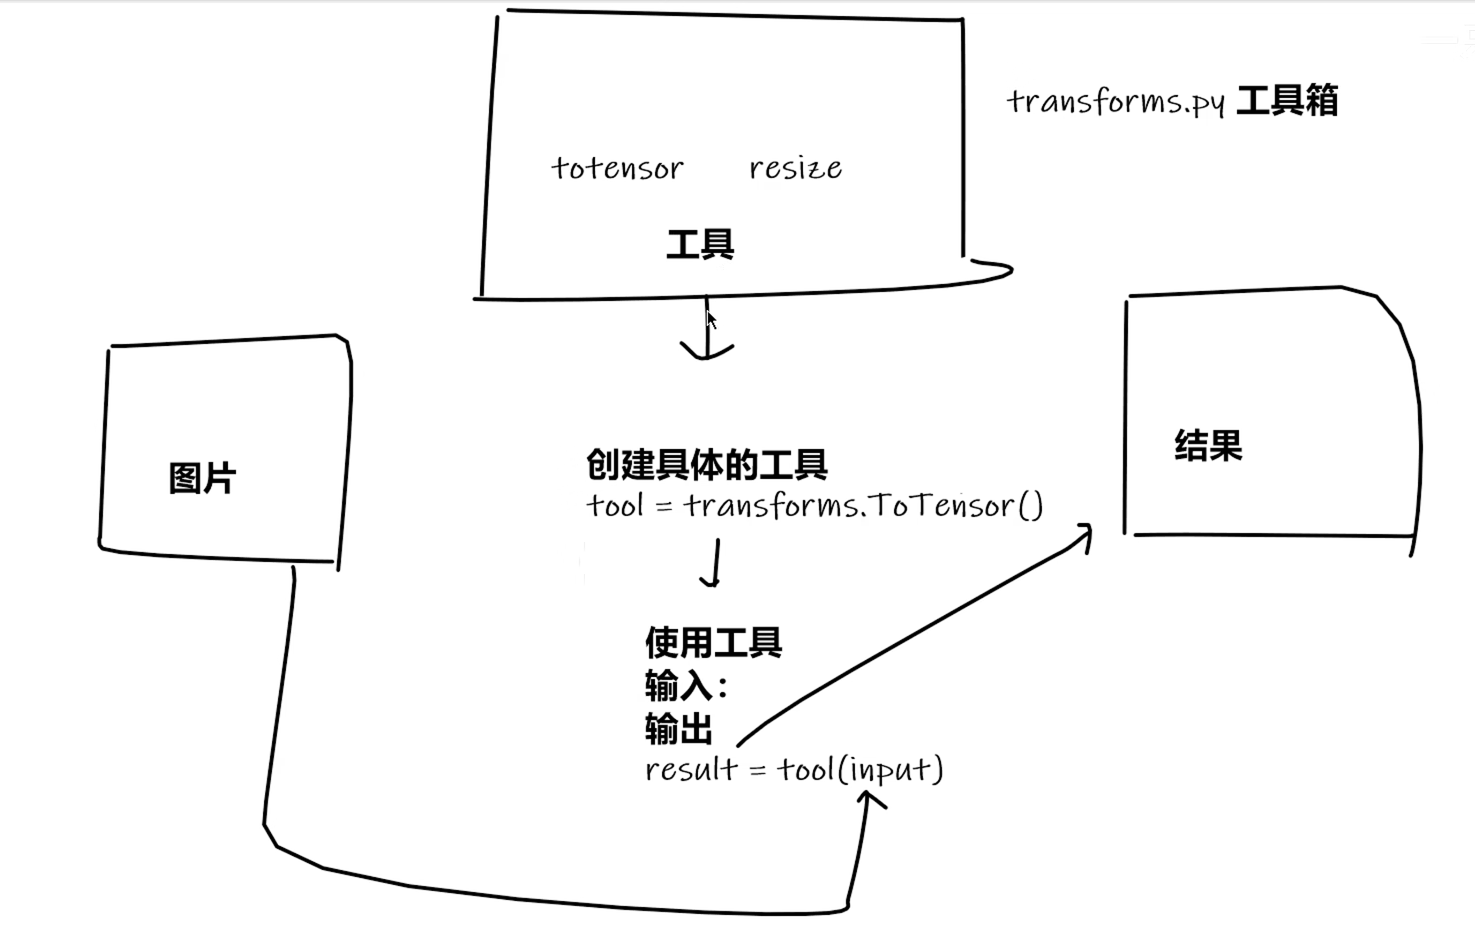 transforms.py 工具箱
totensor resize
工具
图片
创建具体的工具
tool = transforms.ToTensor()
使用工具
输入：
输出
result = tool(input)
结果